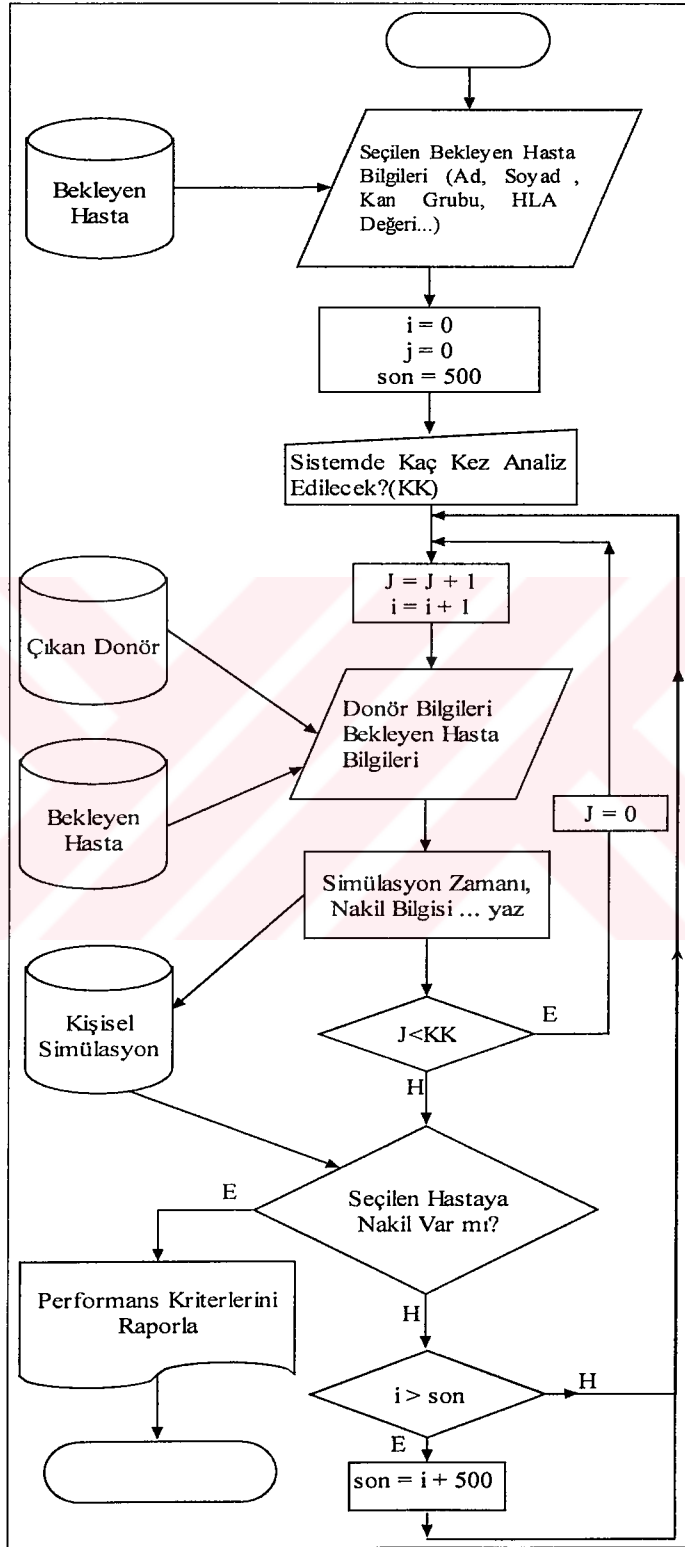 Seçilen Bekleyen Hasta
Bilgileri (Ad, Soyad ,
Kan Grubu, HLA
Değeri...)
Bekleyen
Hasta
i = 0
j = 0
son = 500
Sistemde Kaç Kez Analiz
Edilecek?(KK)
J = J + 1
i = i + 1
Çıkan Donör
Donör Bilgileri
Bekleyen Hasta
Bilgileri
Bekleyen
Hasta
J = 0
Simülasyon Zamanı,
Nakil Bilgisi ... yaz
Kişisel
Simülasyon
J<KK
E
H
Seçilen Hastaya
Nakil Var mı?
E
H
Performans Kriterlerini
Raporla
i > son
H
E
son = i + 500